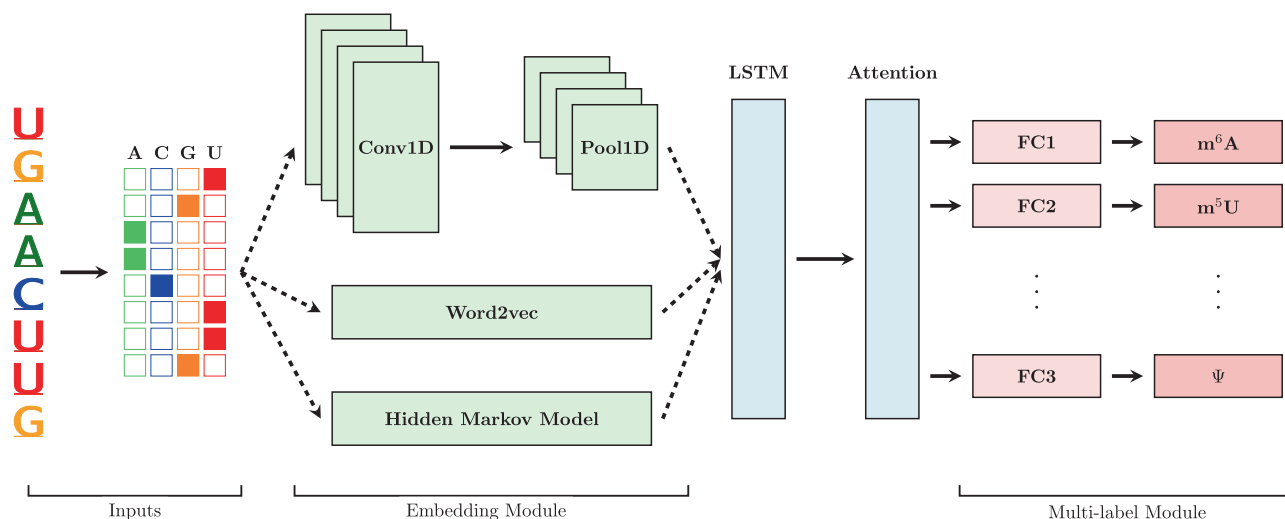 U
G
A
A
C
U
U
G
A C G U
Conv1D
Pool1D
Word2vec
Hidden Markov Model
LSTM
Attention
FC1
m⁶A
FC2
m⁵U
FC3
Ψ
Inputs
Embedding Module
Multi-label Module